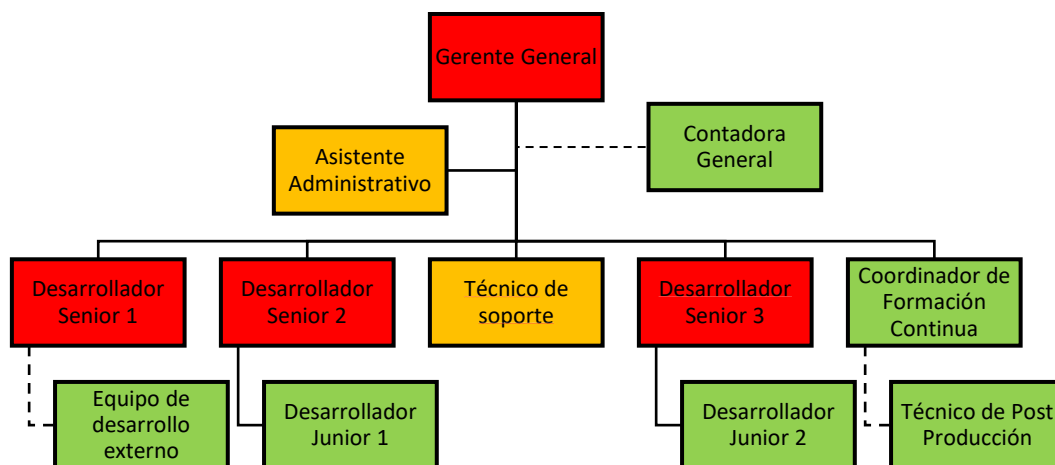 Gerente General
Contadora
General
Asistente
Administrativo
Desarrollador
Senior 1
Desarrollador
Senior 2
Técnico de
soporte
Desarrollador
Senior 3
Coordinador de
Formación
Continua
Equipo de
desarrollo
externo
Desarrollador
Junior 1
Desarrollador
Junior 2
Técnico de Post
Producción